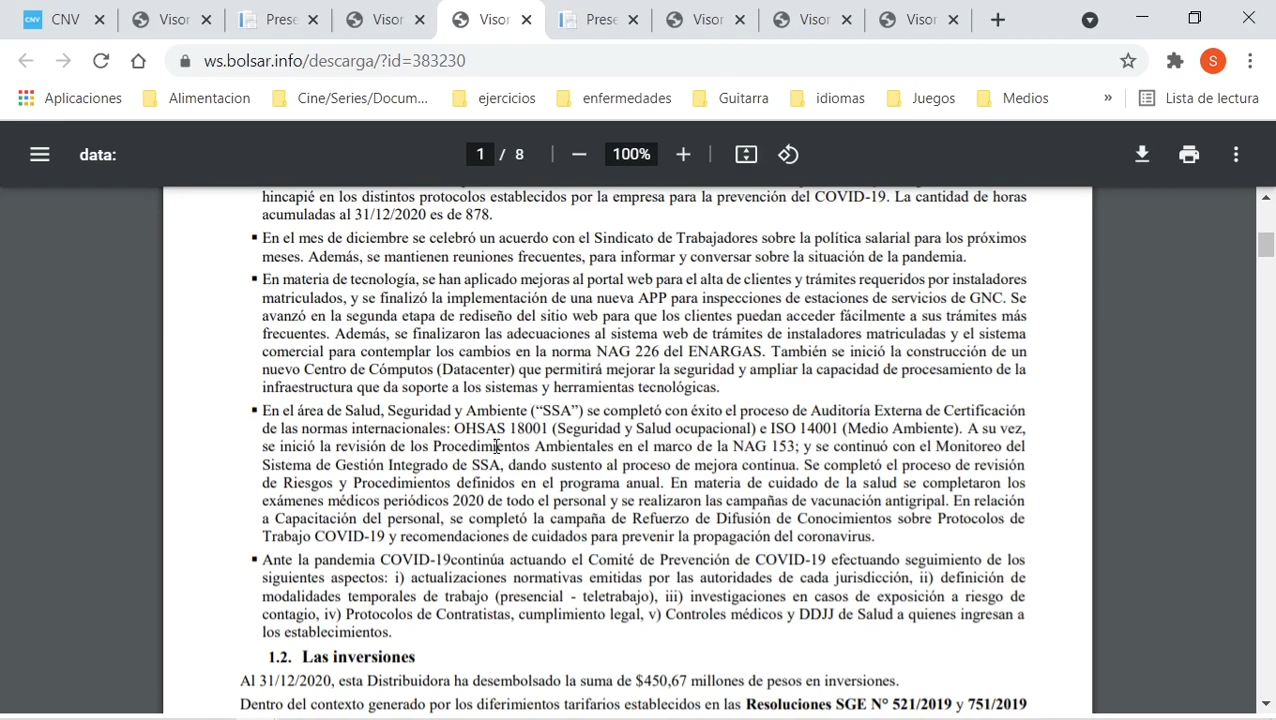 CNV
Visor
Prese
Visor
Visor
Prese
Visor
Visor
Visor
ws.bolsar.info/descarga/?id=383230
S
Aplicaciones
Alimentacion
Cine/Series/Docum...
ejercicios
enfermedades
Guitarra
idiomas
Juegos
Medios
»
Lista de lectura
data:
1 / 8
100%
hincapié en los distintos protocolos establecidos por la empresa para la prevención del COVID-19. La cantidad de horas
acumuladas al 31/12/2020 es de 878.
▪ En el mes de diciembre se celebró un acuerdo con el Sindicato de Trabajadores sobre la política salarial para los próximos
meses. Además, se mantienen reuniones frecuentes, para informar y conversar sobre la situación de la pandemia.
▪ En materia de tecnología, se han aplicado mejoras al portal web para el alta de clientes y trámites requeridos por instaladores
matriculados, y se finalizó la implementación de una nueva APP para inspecciones de estaciones de servicios de GNC. Se
avanzó en la segunda etapa de rediseño del sitio web para que los clientes puedan acceder fácilmente a sus trámites más
frecuentes. Además, se finalizaron las adecuaciones al sistema web de trámites de instaladores matriculadas y el sistema
comercial para contemplar los cambios en la norma NAG 226 del ENARGAS. También se inició la construcción de un
nuevo Centro de Cómputos (Datacenter) que permitirá mejorar la seguridad y ampliar la capacidad de procesamiento de la
infraestructura que da soporte a los sistemas y herramientas tecnológicas.
▪ En el área de Salud, Seguridad y Ambiente (“SSA”) se completó con éxito el proceso de Auditoría Externa de Certificación
de las normas internacionales: OHSAS 18001 (Seguridad y Salud ocupacional) e ISO 14001 (Medio Ambiente). A su vez,
se inició la revisión de los Procedimientos Ambientales en el marco de la NAG 153; y se continuó con el Monitoreo del
Sistema de Gestión Integrado de SSA, dando sustento al proceso de mejora continua. Se completó el proceso de revisión
de Riesgos y Procedimientos definidos en el programa anual. En materia de cuidado de la salud se completaron los
exámenes médicos periódicos 2020 de todo el personal y se realizaron las campañas de vacunación antigripal. En relación
a Capacitación del personal, se completó la campaña de Refuerzo de Difusión de Conocimientos sobre Protocolos de
Trabajo COVID-19 y recomendaciones de cuidados para prevenir la propagación del coronavirus.
▪ Ante la pandemia COVID-19continúa actuando el Comité de Prevención de COVID-19 efectuando seguimiento de los
siguientes aspectos: i) actualizaciones normativas emitidas por las autoridades de cada jurisdicción, ii) definición de
modalidades temporales de trabajo (presencial - teletrabajo), iii) investigaciones en casos de exposición a riesgo de
contagio, iv) Protocolos de Contratistas, cumplimiento legal, v) Controles médicos y DDJJ de Salud a quienes ingresan a
los establecimientos.
1.2. Las inversiones
Al 31/12/2020, esta Distribuidora ha desembolsado la suma de $450,67 millones de pesos en inversiones.
Dentro del contexto generado por los diferimientos tarifarios establecidos en las Resoluciones SGE N° 521/2019 y 751/2019